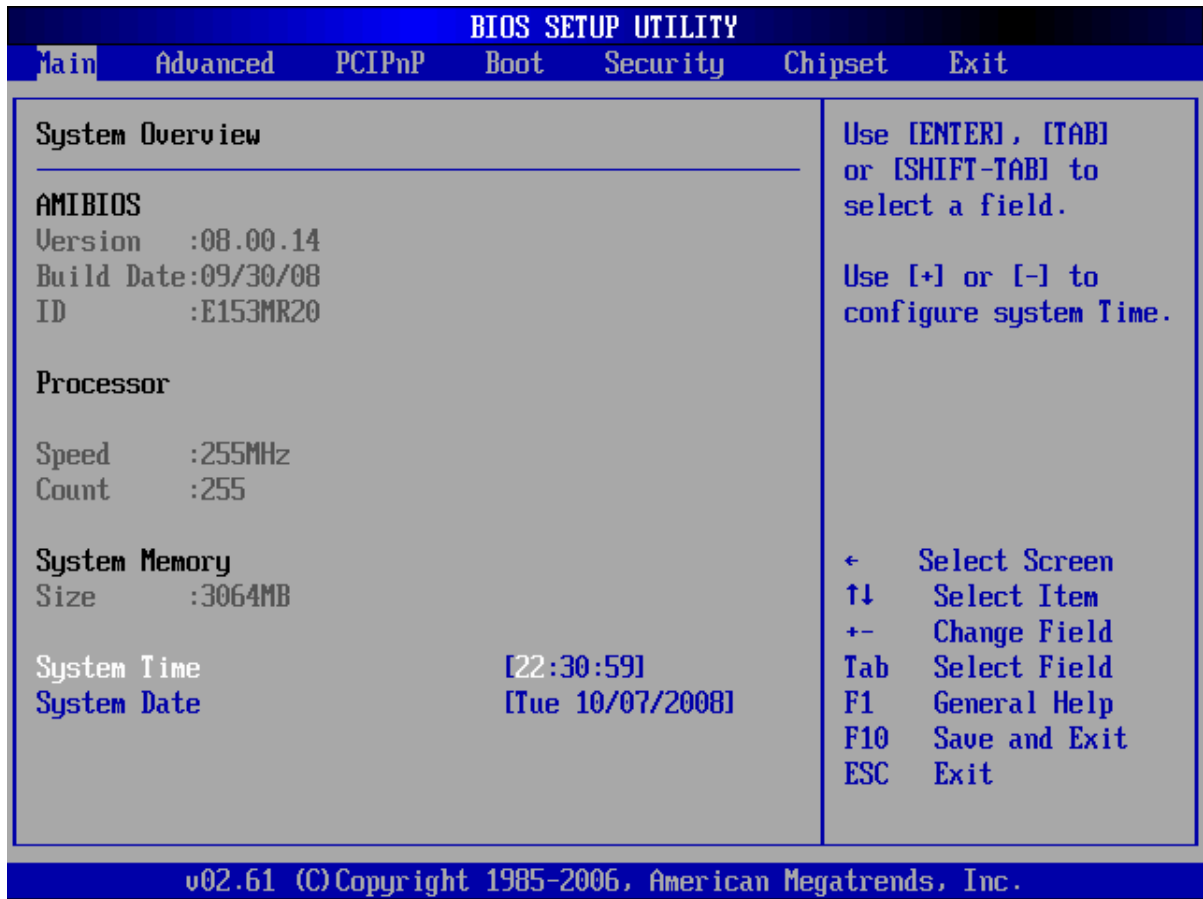 BIOS SETUP UTILITY
Main Advanced PCIPnP Boot Security Chipset Exit
System Overview
AMIBIOS
Version :08.00.14
Build Date:09/30/08
ID :E153MR20
Processor
Speed :255MHz
Count :255
System Memory
Size :3064MB
System Time [22:30:59]
System Date [Tue 10/07/2008]
Use [ENTER], [TAB]
or [SHIFT-TAB] to
select a field.
Use [+] or [-] to
configure system Time.
← Select Screen
↑↓ Select Item
+- Change Field
Tab Select Field
F1 General Help
F10 Save and Exit
ESC Exit
v02.61 (C)Copyright 1985-2006, American Megatrends, Inc.